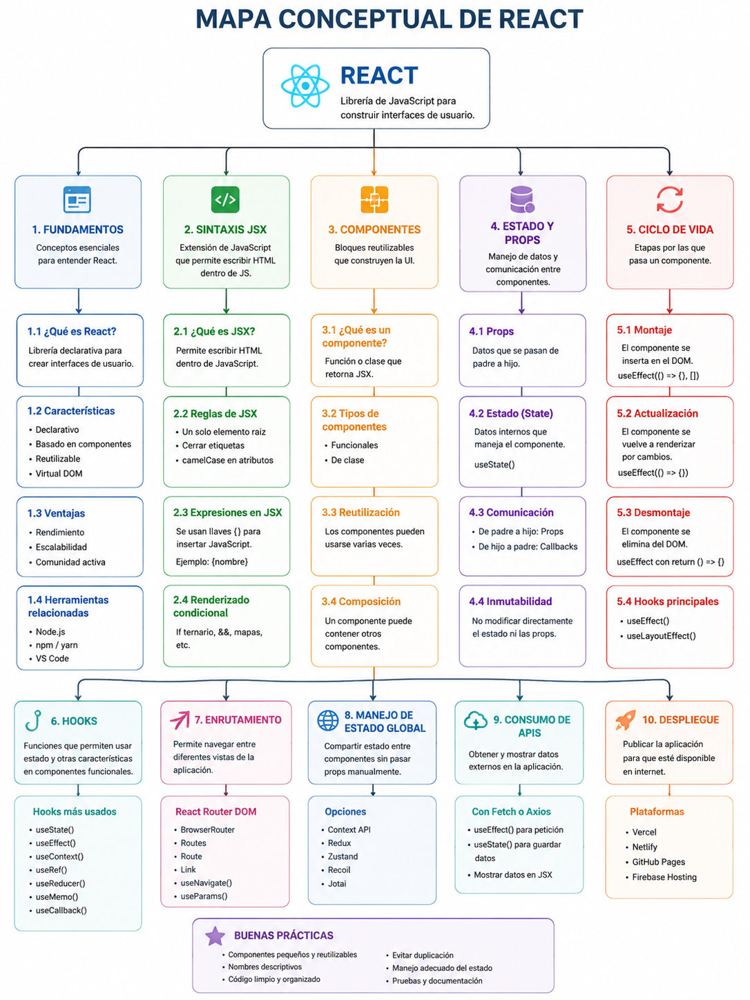 MAPA CONCEPTUAL DE REACT
REACT
Librería de JavaScript para
construir interfaces de usuario.
1. FUNDAMENTOS
Conceptos esenciales
para entender React.
2. SINTAXIS JSX
Extensión de JavaScript
que permite escribir HTML
dentro de JS.
3. COMPONENTES
Bloques reutilizables
que construyen la UI.
4. ESTADO Y
PROPS
Manejo de datos y
comunicación entre
componentes.
5. CICLO DE VIDA
Etapas por las que
pasa un componente.
1.1 ¿Qué es React?
Librería declarativa para
crear interfaces de usuario.
2.1 ¿Qué es JSX?
Permite escribir HTML
dentro de JavaScript.
3.1 ¿Qué es un
componente?
Función o clase que
retorna JSX.
4.1 Props
Datos que se pasan de
padre a hijo.
5.1 Montaje
El componente se
inserta en el DOM.
useEffect(() => {}, [])
1.2 Características
• Declarativo
• Basado en componentes
• Reutilizable
• Virtual DOM
2.2 Reglas de JSX
• Un solo elemento raiz
• Cerrar etiquetas
• camelCase en atributos
3.2 Tipos de
componentes
• Funcionales
• De clase
4.2 Estado (State)
Datos internos que
maneja el componente.
useState()
5.2 Actualización
El componente se
vuelve a renderizar
por cambios.
useEffect(() => {})
1.3 Ventajas
• Rendimiento
• Escalabilidad
• Comunidad activa
2.3 Expresiones en JSX
Se usan llaves {} para
insertar JavaScript.
Ejemplo: {nombre}
3.3 Reutilización
Los componentes pueden
usarse varias veces.
4.3 Comunicación
• De padre a hijo: Props
• De hijo a padre: Callbacks
5.3 Desmontaje
El componente se
elimina del DOM.
useEffect con return () => {}
1.4 Herramientas
relacionadas
• Node.js
• npm / yarn
• VS Code
2.4 Renderizado
condicional
If ternario, &&, mapas,
etc.
3.4 Composición
Un componente puede
contener otros
componentes.
4.4 Inmutabilidad
No modificar directamente
el estado ni las props.
5.4 Hooks principales
• useEffect()
• useLayoutEffect()
6. HOOKS
Funciones que permiten usar
estado y otras características
en componentes funcionales.
7. ENRUTAMIENTO
Permite navegar entre
diferentes vistas de la
aplicación.
8. MANEJO DE
ESTADO GLOBAL
Compartir estado entre
componentes sin pasar
props manualmente.
9. CONSUMO DE
APIS
Obtener y mostrar datos
externos en la aplicación.
10. DESPLIEGUE
Publicar la aplicación
para que esté disponible
en internet.
Hooks más usados
• useState()
• useEffect()
• useContext()
• useRef()
• useReducer()
• useMemo()
• useCallback()
React Router DOM
• BrowserRouter
• Routes
• Route
• Link
• useNavigate()
• useParams()
Opciones
• Context API
• Redux
• Zustand
• Recoil
• Jotai
Con Fetch o Axios
• useEffect() para petición
• useState() para guardar
datos
• Mostrar datos en JSX
Plataformas
• Vercel
• Netlify
• GitHub Pages
• Firebase Hosting
BUENAS PRÁCTICAS
• Componentes pequeños y reutilizables
• Nombres descriptivos
• Código limpio y organizado
• Evitar duplicación
• Manejo adecuado del estado
• Pruebas y documentación